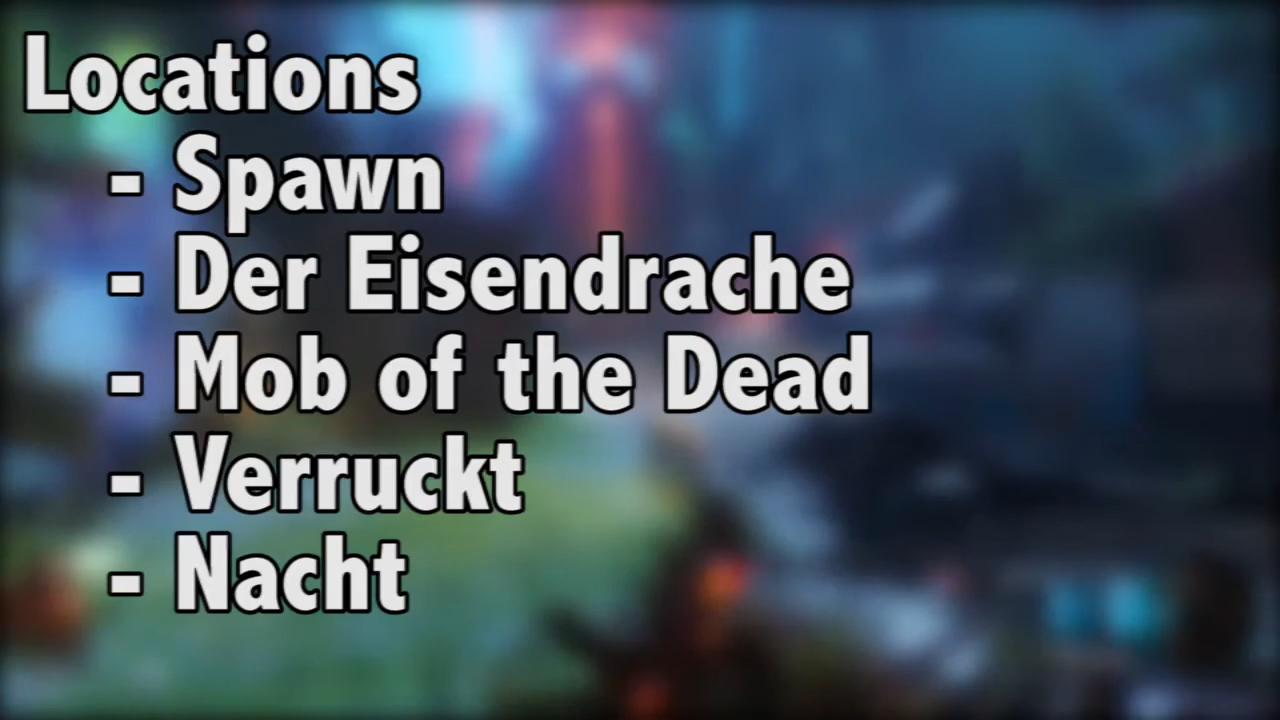 Locations
- Spawn
- Der Eisendrache
- Mob of the Dead
- Verruckt
- Nacht